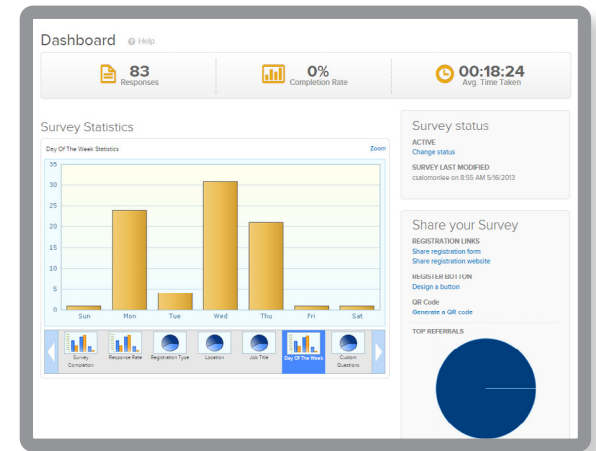 Dashboard Help
83
Responses
0%
Completion Rate
00:18:24
Avg. Time Taken
Survey Statistics
Day Of The Week Statistics Zoom
35
30
25
20
15
10
5
0
Sun Mon Tue Wed Thu Fri Sat
Survey Completion
Response Rate
Registration Type
Location
Job Title
Day Of The Week
Custom Questions
Survey status
ACTIVE
Change status
SURVEY LAST MODIFIED
csalomonlee on 8:55 AM 5/16/2013
Share your Survey
REGISTRATION LINKS
Share registration form
Share registration website
REGISTER BUTTON
Design a button
QR Code
Generate a QR code
TOP REFERRALS